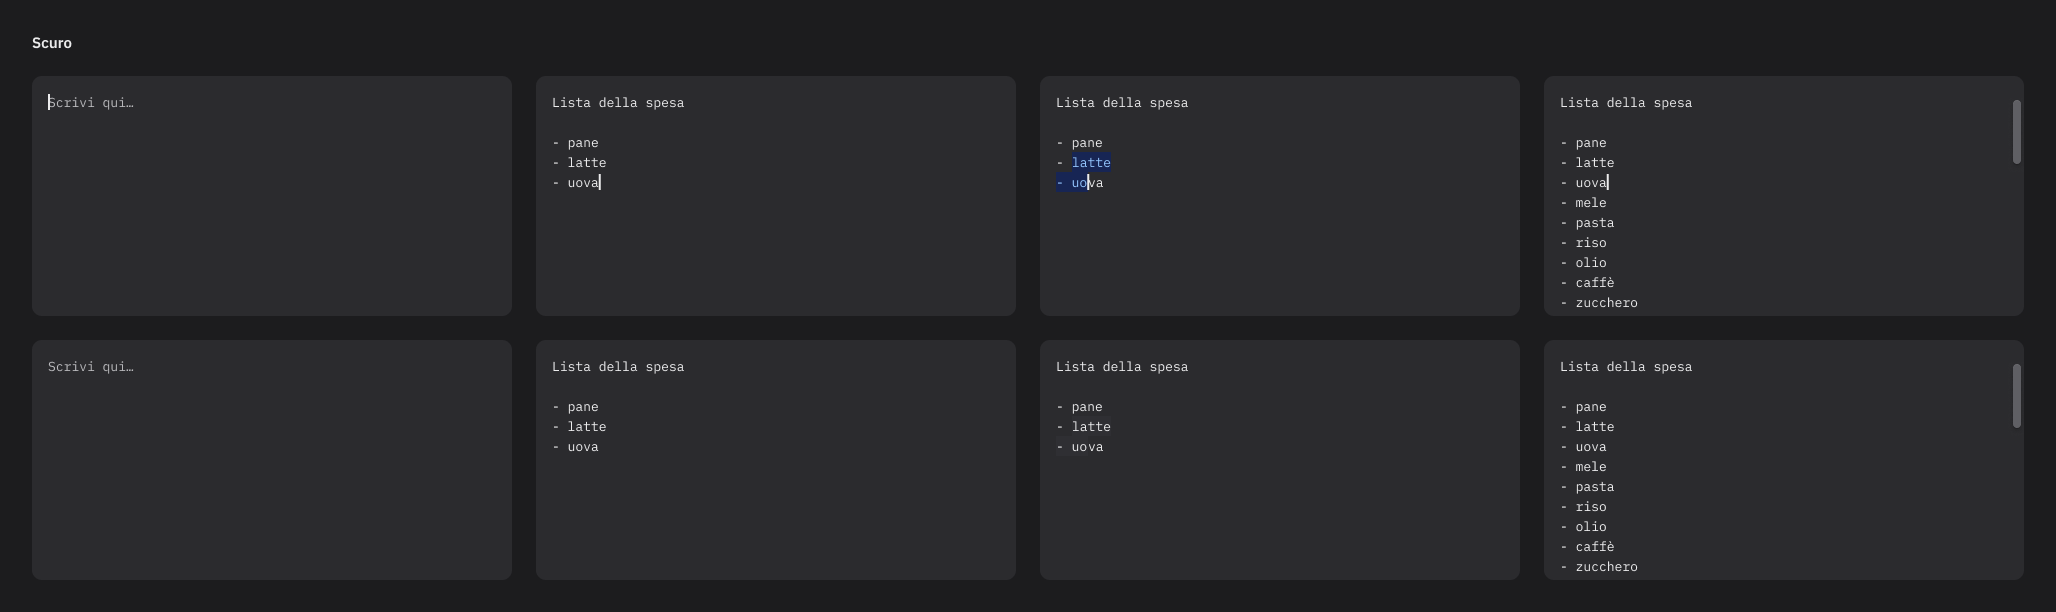 Scuro
Scrivi qui…
Lista della spesa
- pane
- latte
- uova
Lista della spesa
- pane
- latte
- uova
Lista della spesa
- pane
- latte
- uova
- mele
- pasta
- riso
- olio
- caffè
- zucchero
Scrivi qui…
Lista della spesa
- pane
- latte
- uova
Lista della spesa
- pane
- latte
- uova
Lista della spesa
- pane
- latte
- uova
- mele
- pasta
- riso
- olio
- caffè
- zucchero